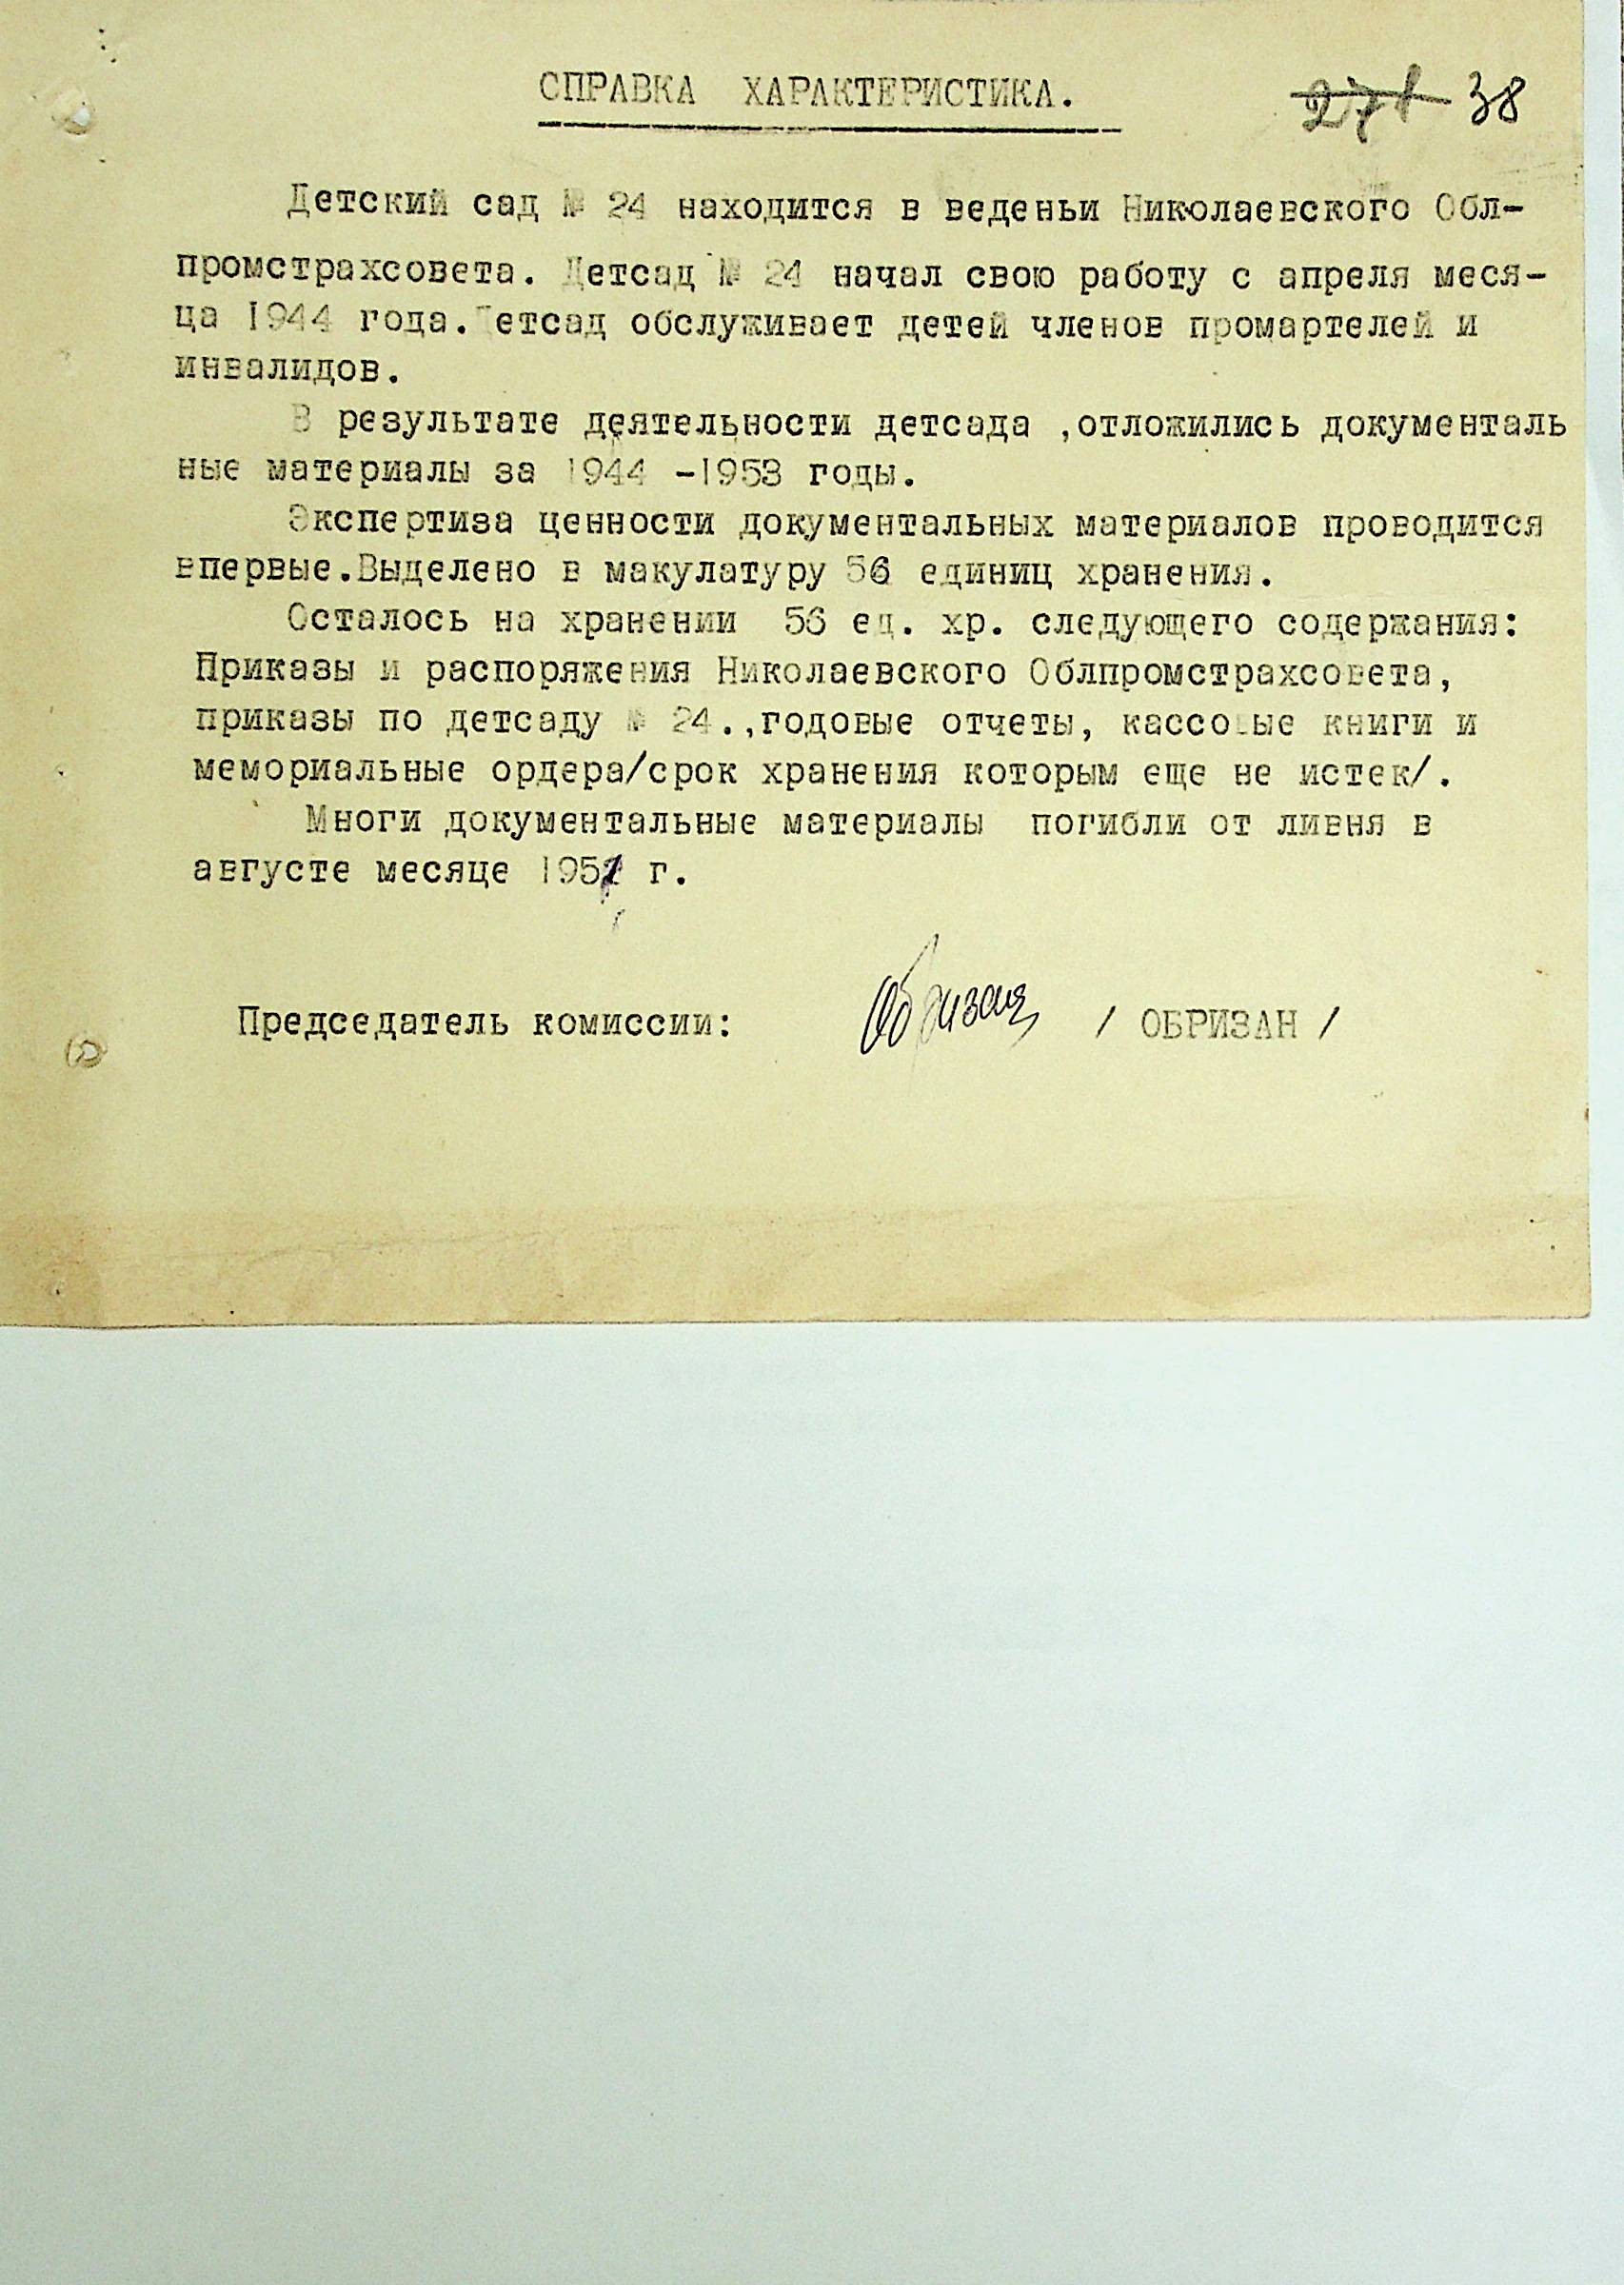 СПРАВКА ХАРАКТЕРИСТИКА.
271 38
Детский сад № 24 находится в веденьи Николаевского Обл-
промстрахсовета. Детсад № 24 начал свою работу с апреля меся-
ца 1944 года. Детсад обслуживает детей членов промартелей и
инвалидов.
В результате деятельности детсада ,отложились документаль
ные материалы за 1944 -1953 годы.
Экспертиза ценности документальных материалов проводится
впервые.Выделено в макулатуру 56 единиц хранения.
Осталось на хранении 56 ед. хр. следующего содержания:
Приказы и распоряжения Николаевского Облпромстрахсовета,
приказы по детсаду № 24.,годовые отчеты, кассовые книги и
мемориальные ордера/срок хранения которым еще не истек/.
Многи документальные материалы погибли от ливня в
августе месяце 1951 г.
Председатель комиссии: Обризан / ОБРИЗАН /